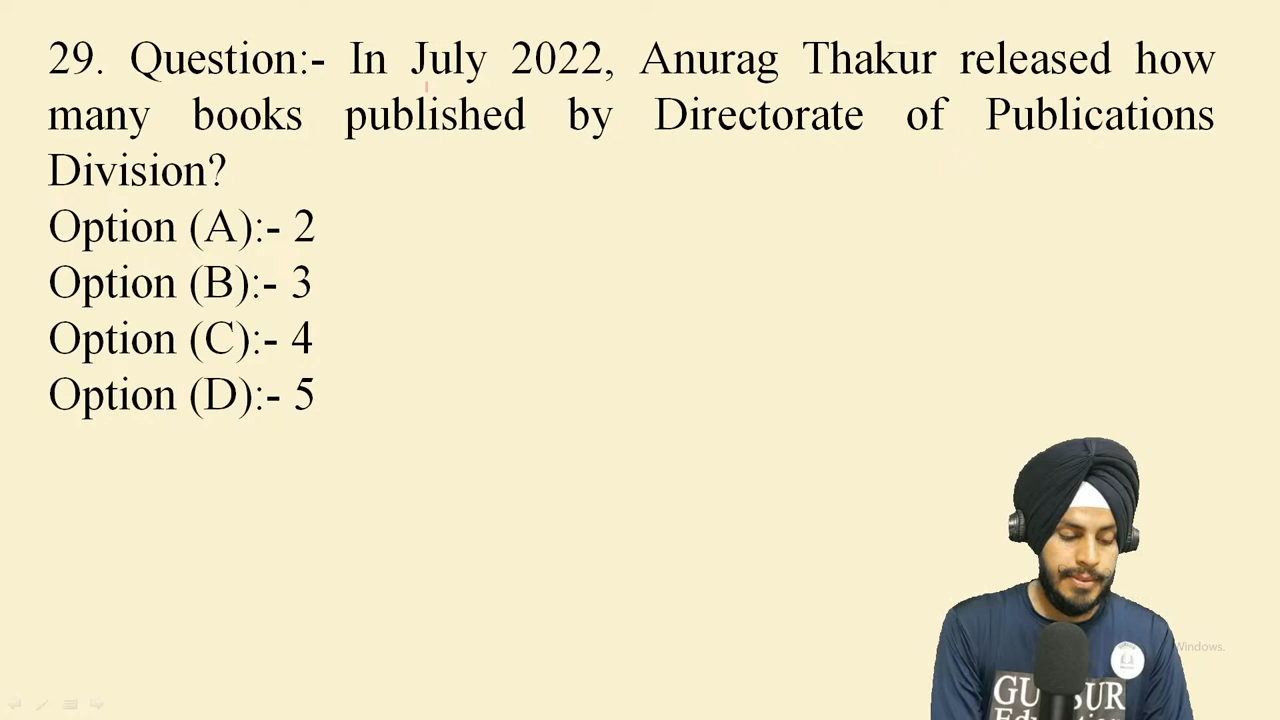 29. Question:- In July 2022, Anurag Thakur released how
many books published by Directorate of Publications
Division?
Option (A):- 2
Option (B):- 3
Option (C):- 4
Option (D):- 5
Windows.